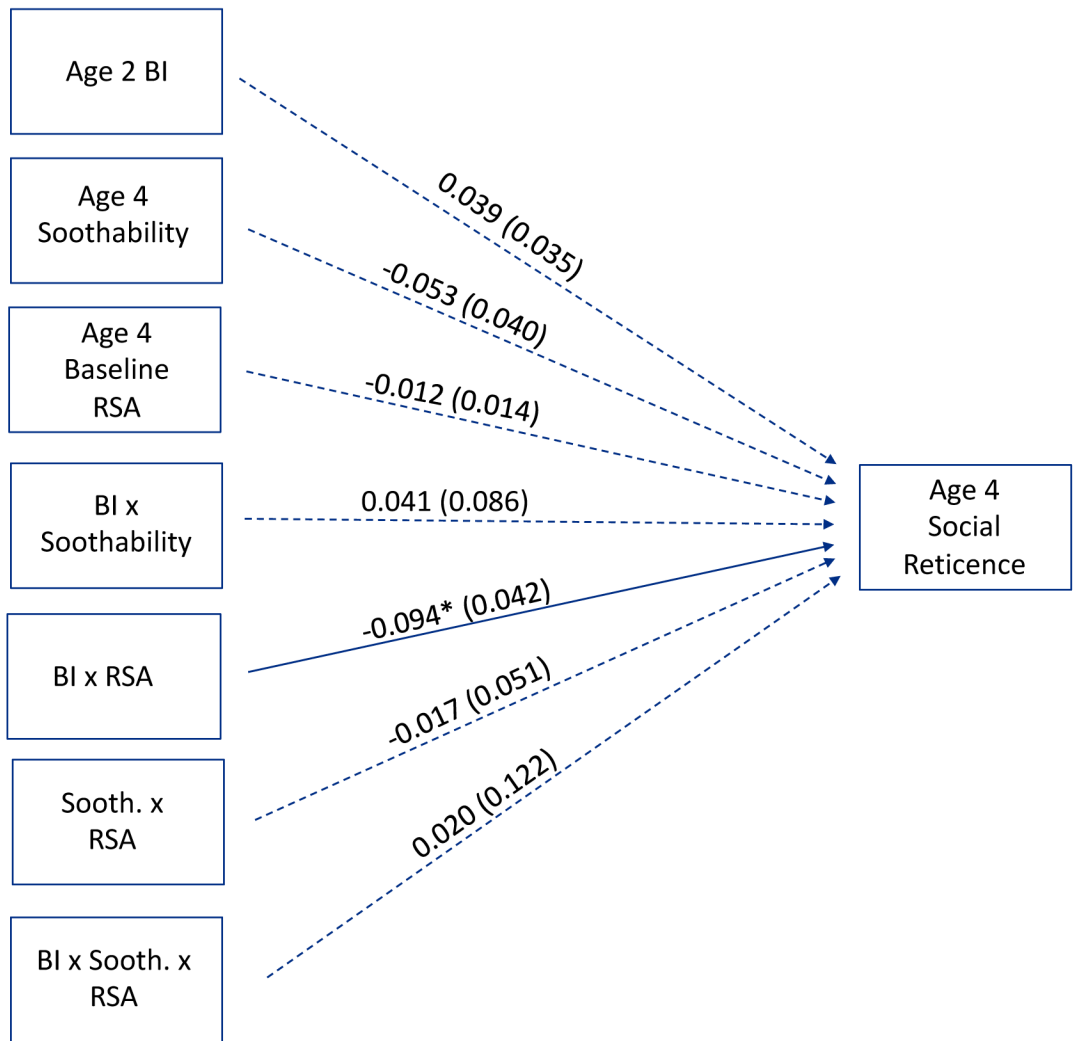 Age 2 BI
0.039 (0.035)
Age 4
Soothability
-0.053 (0.040)
Age 4
Baseline
RSA
-0.012 (0.014)
BI x
Soothability
0.041 (0.086)
Age 4
Social
Reticence
BI x RSA
-0.094* (0.042)
Sooth. x
RSA
-0.017 (0.051)
BI x Sooth. x
RSA
0.020 (0.122)